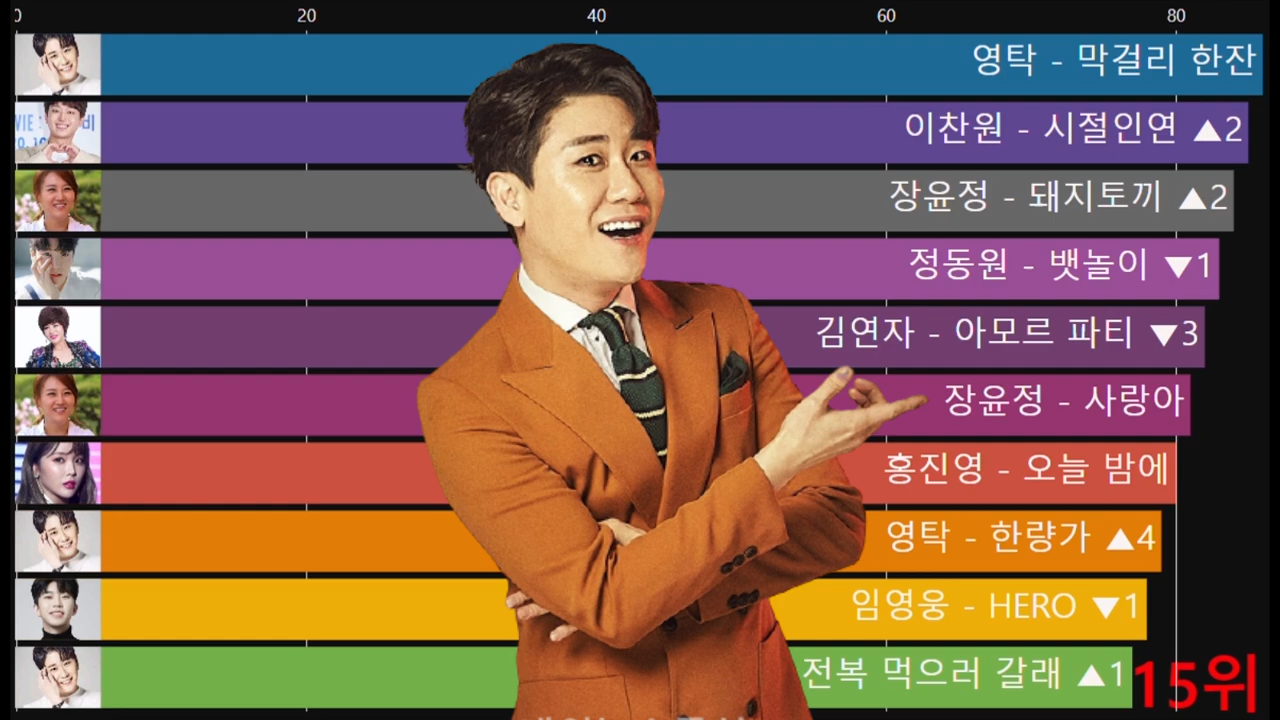 0 20 40 60 80
영탁 - 막걸리 한잔
이찬원 - 시절인연 ▲2
장윤정 - 돼지토끼 ▲2
정동원 - 뱃놀이 ▼1
김연자 - 아모르 파티 ▼3
장윤정 - 사랑아
홍진영 - 오늘 밤에
영탁 - 한량가 ▲4
임영웅 - HERO ▼1
전복 먹으러 갈래 ▲1
15위